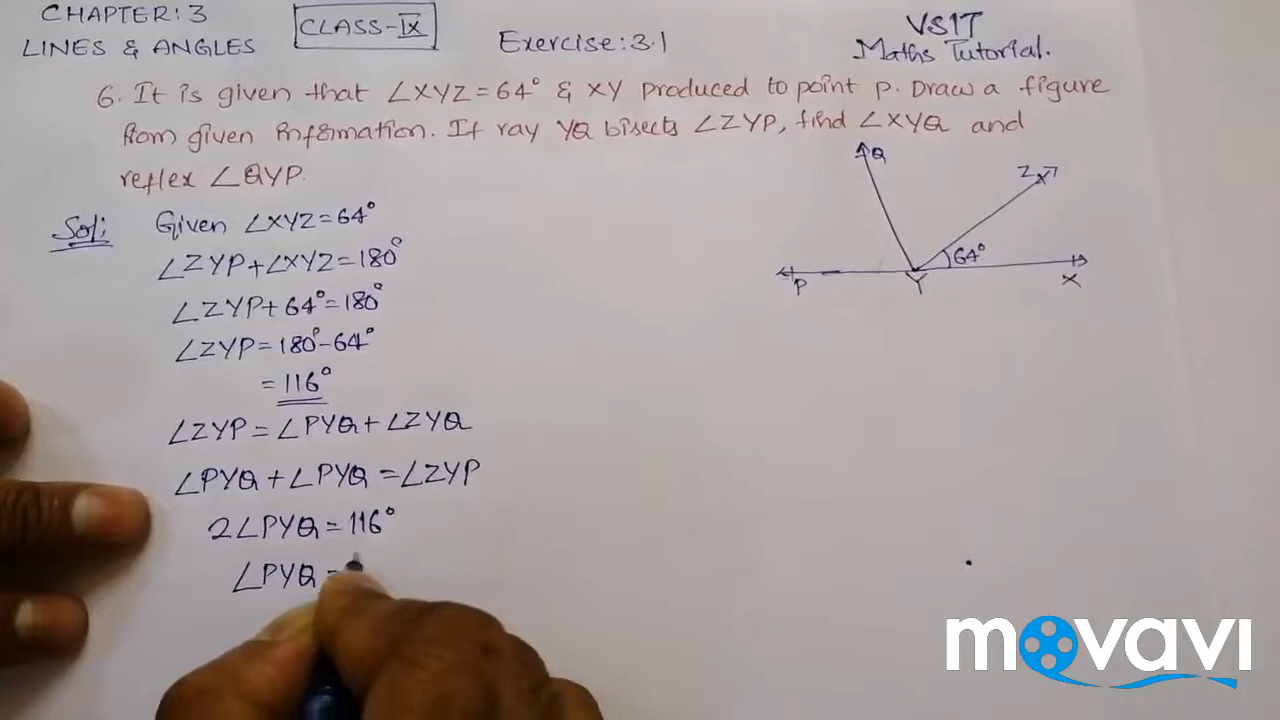 CHAPTER:3
LINES & ANGLES
CLASS-IX
Exercise:3.1
VSIT
Maths Tutorial.
6. It is given that ∠XYZ=64° & XY produced to point P. Draw a figure
from given information. If ray YQ bisects ∠ZYP, find ∠XYQ and
reflex ∠QYP.
Sol:
Given ∠XYZ=64°
∠ZYP+∠XYZ=180°
∠ZYP+64°=180°
∠ZYP=180°-64°
=116°
∠ZYP=∠PYQ+∠ZYQ
∠PYQ+∠PYQ=∠ZYP
2∠PYQ=116°
∠PYQ=
Q
Z
64°
P
Y
X
movavi